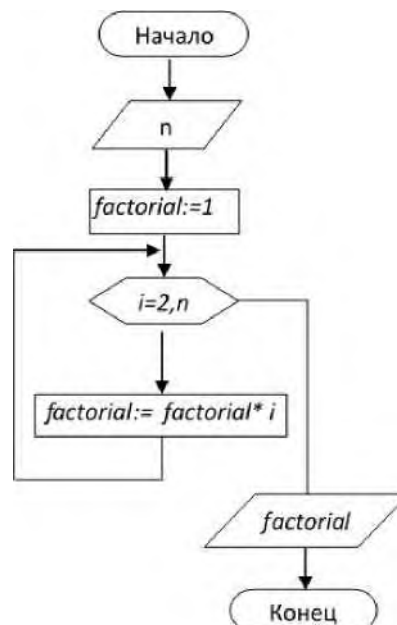 Начало
n
factorial:=1
i=2,n
factorial:= factorial* i
factorial
Конец